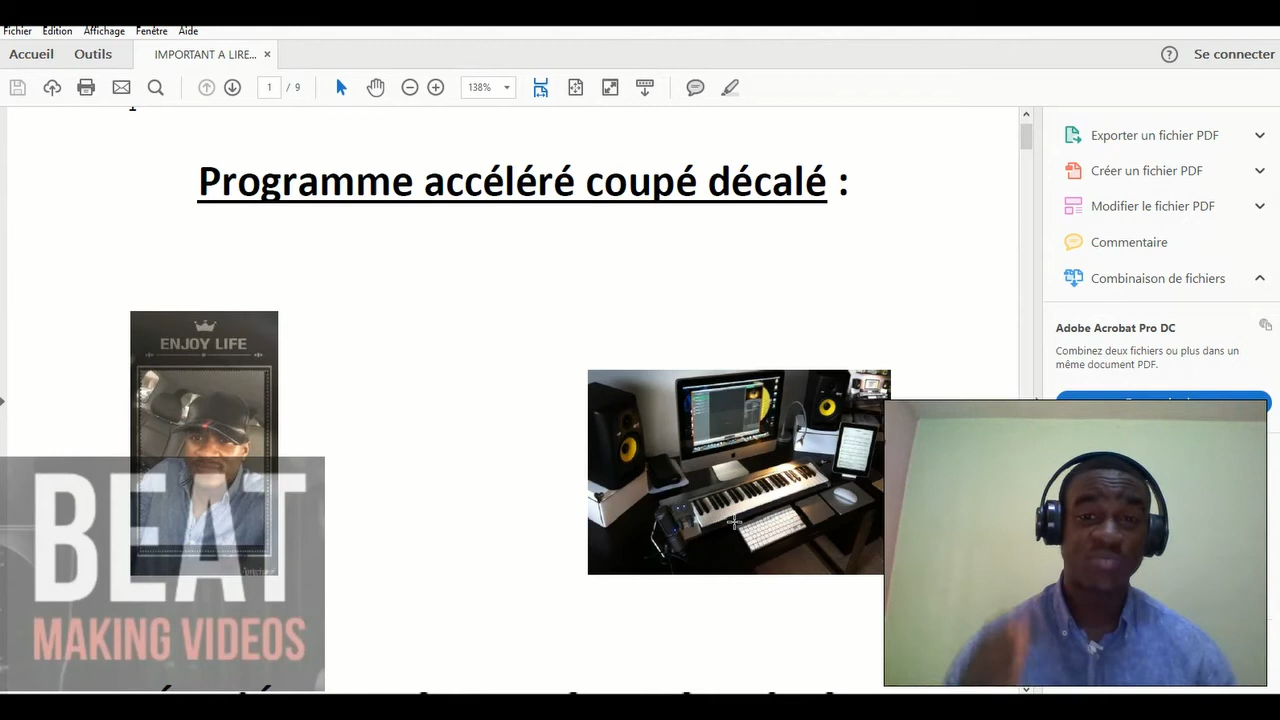 Fichier Edition Affichage Fenêtre Aide
Accueil Outils IMPORTANT A LIRE... × ? Se connecter
1 / 9 138%
Programme accéléré coupé décalé :
ENJOY LIFE
BEAT
MAKING VIDEOS
Exporter un fichier PDF
Créer un fichier PDF
Modifier le fichier PDF
Commentaire
Combinaison de fichiers
Adobe Acrobat Pro DC
Combinez deux fichiers ou plus dans un
même document PDF.